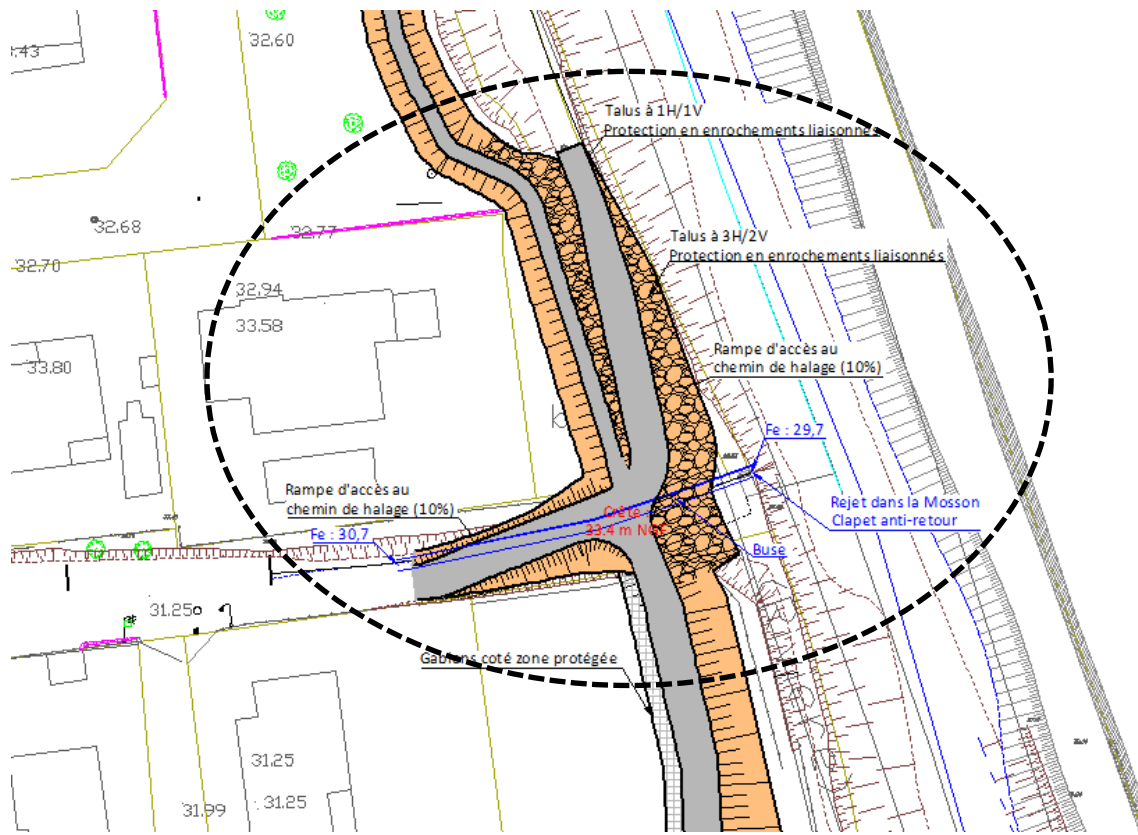 32.60
Talus à 1H/1V
Protection en enrochements liaisonnés
32.68
32.77
Talus à 3H/2V
Protection en enrochements liaisonnés
32.70
32.94
33.58
33.80
Rampe d'accès au
chemin de halage (10%)
Fe : 29,7
Rampe d'accès au
chemin de halage (10%)
Rejet dans la Mosson
Clapet anti-retour
Crête
33.4 m NGF
Fe : 30,7
Buse
31.25
Gabions coté zone protégée
31.25
31.25
31.99